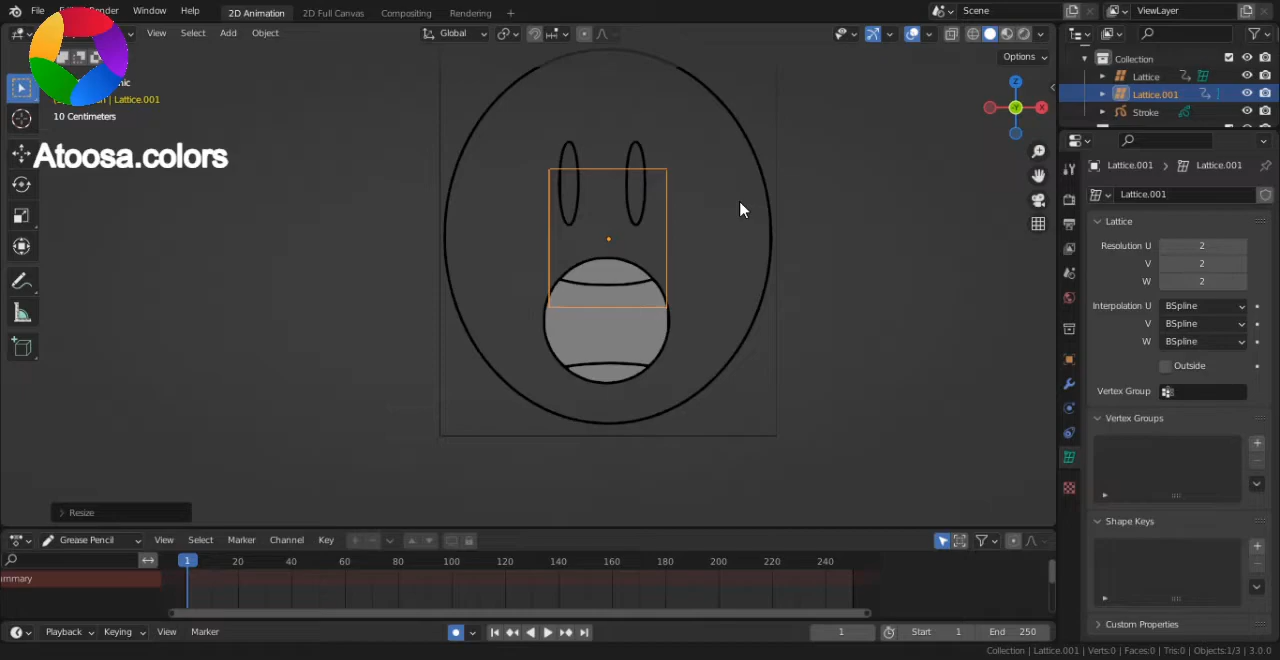 File
Render
Window
Help
2D Animation
2D Full Canvas
Compositing
Rendering
+
Scene
ViewLayer
View
Select
Add
Object
Global
Options
| Lattice.001
10 Centimeters
Atoosa.colors
Z
X
-Y
Collection
Lattice
Lattice.001
Stroke
Lattice.001
Lattice.001
Lattice.001
Lattice
Resolution U 2
V 2
W 2
Interpolation U BSpline
V BSpline
W BSpline
Outside
Vertex Group
Vertex Groups
Shape Keys
Custom Properties
Resize
Grease Pencil
View
Select
Marker
Channel
Key
1 20 40 60 80 100 120 140 160 180 200 220 240
ummary
Playback
Keying
View
Marker
1
Start 1
End 250
Collection | Lattice.001 | Verts:0 | Faces:0 | Tris:0 | Objects:1/3 | 3.0.0